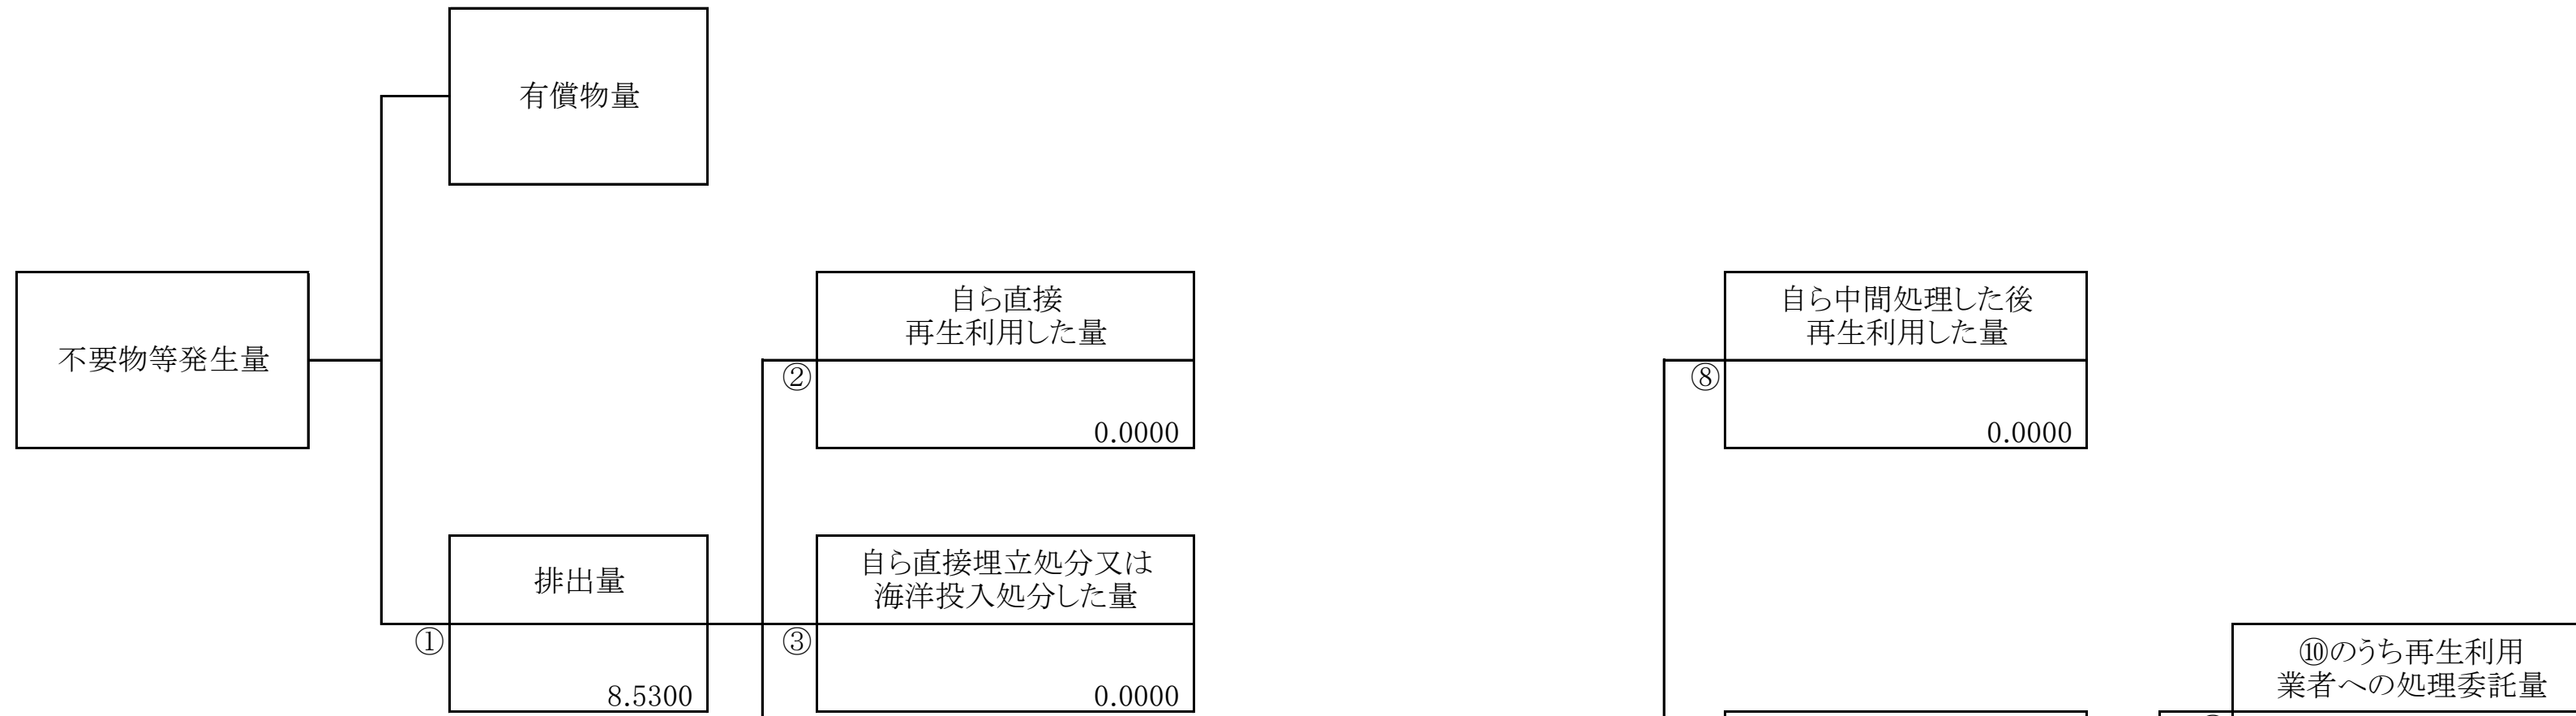 有償物量
不要物等発生量
自ら直接
再生利用した量
②
0.0000
自ら中間処理した後
再生利用した量
⑧
0.0000
排出量
①
8.5300
自ら直接埋立処分又は
海洋投入処分した量
③
0.0000
⑩のうち再生利用
業者への処理委託量